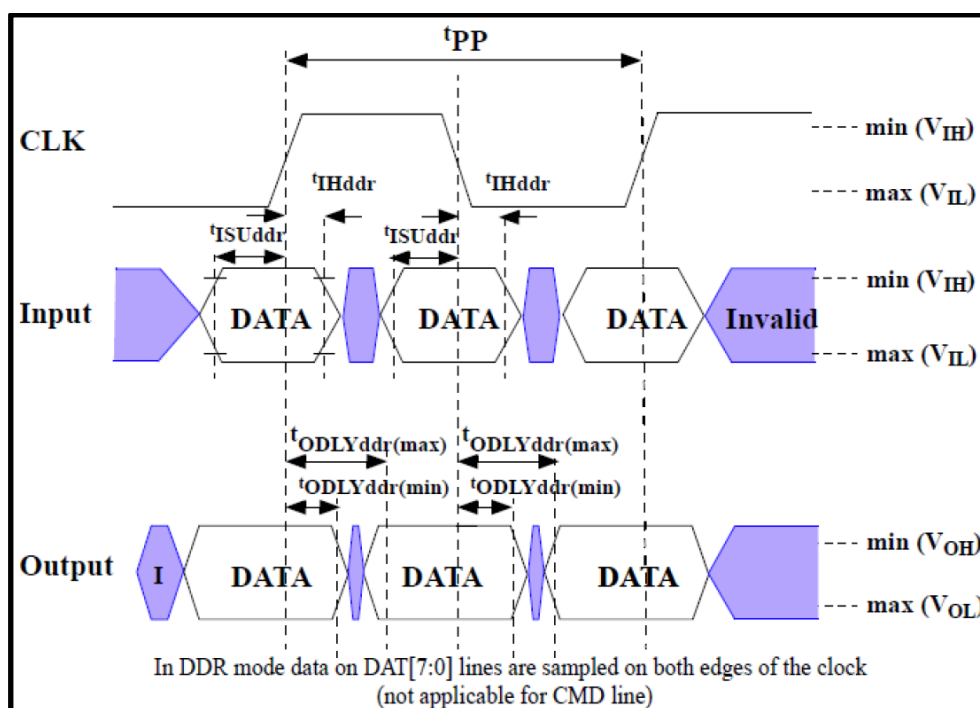 tPP
CLK
min (VIH)
tIHddr
tIHddr
max (VIL)
tISUddr
tISUddr
Input
DATA
DATA
DATA
Invalid
min (VIH)
max (VIL)
tODLYddr(max)
tODLYddr(max)
tODLYddr(min)
tODLYddr(min)
Output
I
DATA
DATA
DATA
min (VOH)
max (VOL)
In DDR mode data on DAT[7:0] lines are sampled on both edges of the clock
(not applicable for CMD line)